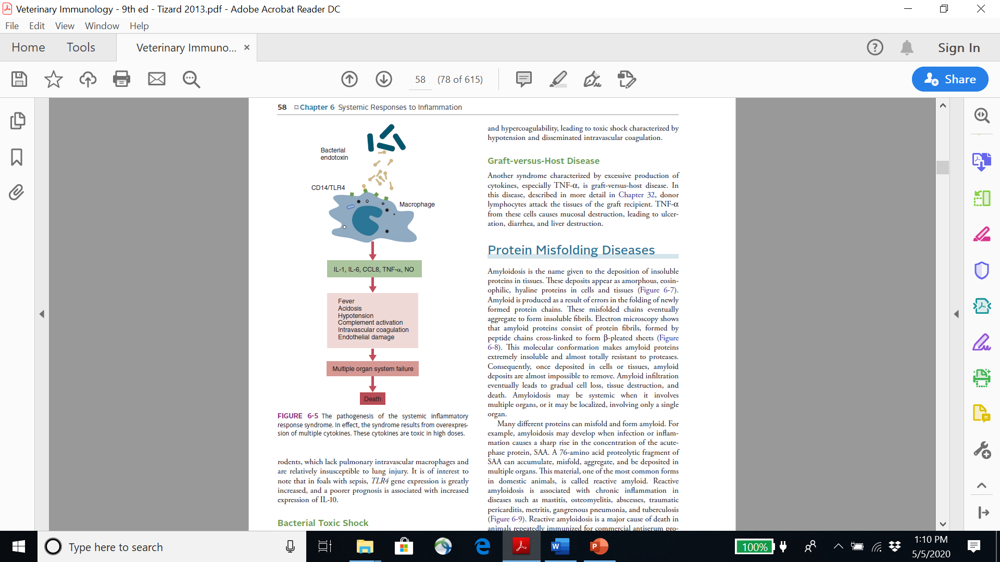 Veterinary Immunology - 9th ed - Tizard 2013.pdf - Adobe Acrobat Reader DC
File Edit View Window Help
Home Tools Veterinary Immuno... × Sign In
58 (78 of 615) Share
58 Chapter 6 Systemic Responses to Inflammation
Bacterial
endotoxin
CD14/TLR4
Macrophage
IL-1, IL-6, CCL8, TNF-α, NO
Fever
Acidosis
Hypotension
Complement activation
Intravascular coagulation
Endothelial damage
Multiple organ system failure
Death
FIGURE 6-5 The pathogenesis of the systemic inflammatory
response syndrome. In effect, the syndrome results from overexpres-
sion of multiple cytokines. These cytokines are toxic in high doses.
rodents, which lack pulmonary intravascular macrophages and
are relatively insusceptible to lung injury. It is of interest to
note that in foals with sepsis, TLR4 gene expression is greatly
increased, and a poorer prognosis is associated with increased
expression of IL-10.
Bacterial Toxic Shock
and hypercoagulability, leading to toxic shock characterized by
hypotension and disseminated intravascular coagulation.
Graft-versus-Host Disease
Another syndrome characterized by excessive production of
cytokines, especially TNF-α, is graft-versus-host disease. In
this disease, described in more detail in Chapter 32, donor
lymphocytes attack the tissues of the graft recipient. TNF-α
from these cells causes mucosal destruction, leading to ulcer-
ation, diarrhea, and liver destruction.
Protein Misfolding Diseases
Amyloidosis is the name given to the deposition of insoluble
proteins in tissues. These deposits appear as amorphous, eosin-
ophilic, hyaline proteins in cells and tissues (Figure 6-7).
Amyloid is produced as a result of errors in the folding of newly
formed protein chains. These misfolded chains eventually
aggregate to form insoluble fibrils. Electron microscopy shows
that amyloid proteins consist of protein fibrils, formed by
peptide chains cross-linked to form β-pleated sheets (Figure
6-8). This molecular conformation makes amyloid proteins
extremely insoluble and almost totally resistant to proteases.
Consequently, once deposited in cells or tissues, amyloid
deposits are almost impossible to remove. Amyloid infiltration
eventually leads to gradual cell loss, tissue destruction, and
death. Amyloidosis may be systemic when it involves
multiple organs, or it may be localized, involving only a single
organ.
Many different proteins can misfold and form amyloid. For
example, amyloidosis may develop when infection or inflam-
mation causes a sharp rise in the concentration of the acute-
phase protein, SAA. A 76-amino acid proteolytic fragment of
SAA can accumulate, misfold, aggregate, and be deposited in
multiple organs. This material, one of the most common forms
in domestic animals, is called reactive amyloid. Reactive
amyloidosis is associated with chronic inflammation in
diseases such as mastitis, osteomyelitis, abscesses, traumatic
pericarditis, metritis, gangrenous pneumonia, and tuberculosis
(Figure 6-9). Reactive amyloidosis is a major cause of death in
animals repeatedly immunized for commercial antiserum pro-
Type here to search
100%
1:10 PM
5/5/2020